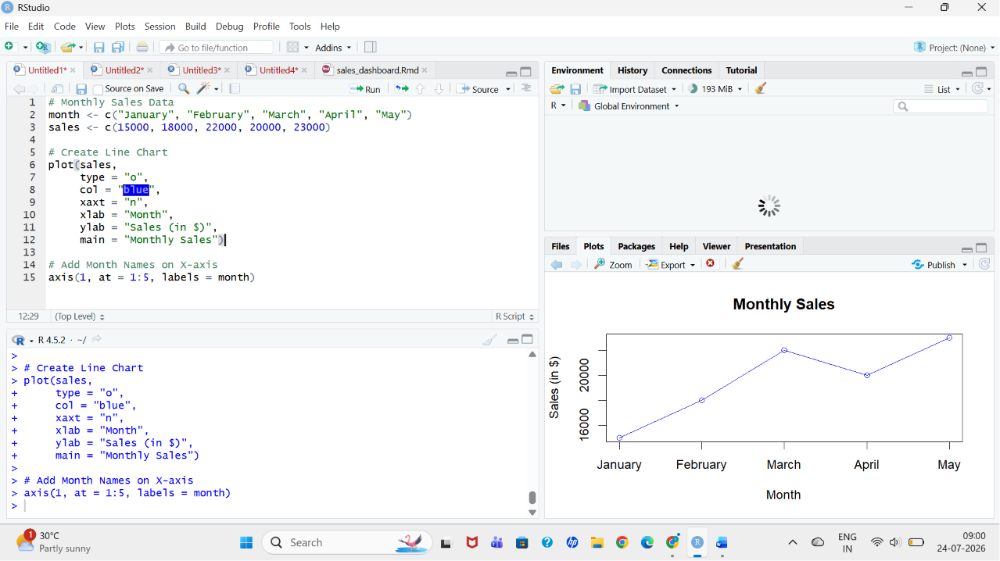 RStudio
File Edit Code View Plots Session Build Debug Profile Tools Help
Go to file/function Addins Project: (None)
Untitled1* Untitled2* Untitled3* Untitled4* sales_dashboard.Rmd
Source on Save Run Source
1 # Monthly Sales Data
2 month <- c("January", "February", "March", "April", "May")
3 sales <- c(15000, 18000, 22000, 20000, 23000)
4
5 # Create Line Chart
6 plot(sales,
7 type = "o",
8 col = "blue",
9 xaxt = "n",
10 xlab = "Month",
11 ylab = "Sales (in $)",
12 main = "Monthly Sales")
13
14 # Add Month Names on X-axis
15 axis(1, at = 1:5, labels = month)
12:29 (Top Level) R Script
R 4.5.2 · ~/
>
> # Create Line Chart
> plot(sales,
+ type = "o",
+ col = "blue",
+ xaxt = "n",
+ xlab = "Month",
+ ylab = "Sales (in $)",
+ main = "Monthly Sales")
>
> # Add Month Names on X-axis
> axis(1, at = 1:5, labels = month)
>
Environment History Connections Tutorial
Import Dataset 193 MiB List
R Global Environment
Files Plots Packages Help Viewer Presentation
Zoom Export Publish
Monthly Sales
Sales (in $)
20000
16000
January February March April May
Month
1 30°C
Partly sunny
Search
ENG
IN
09:00
24-07-2026